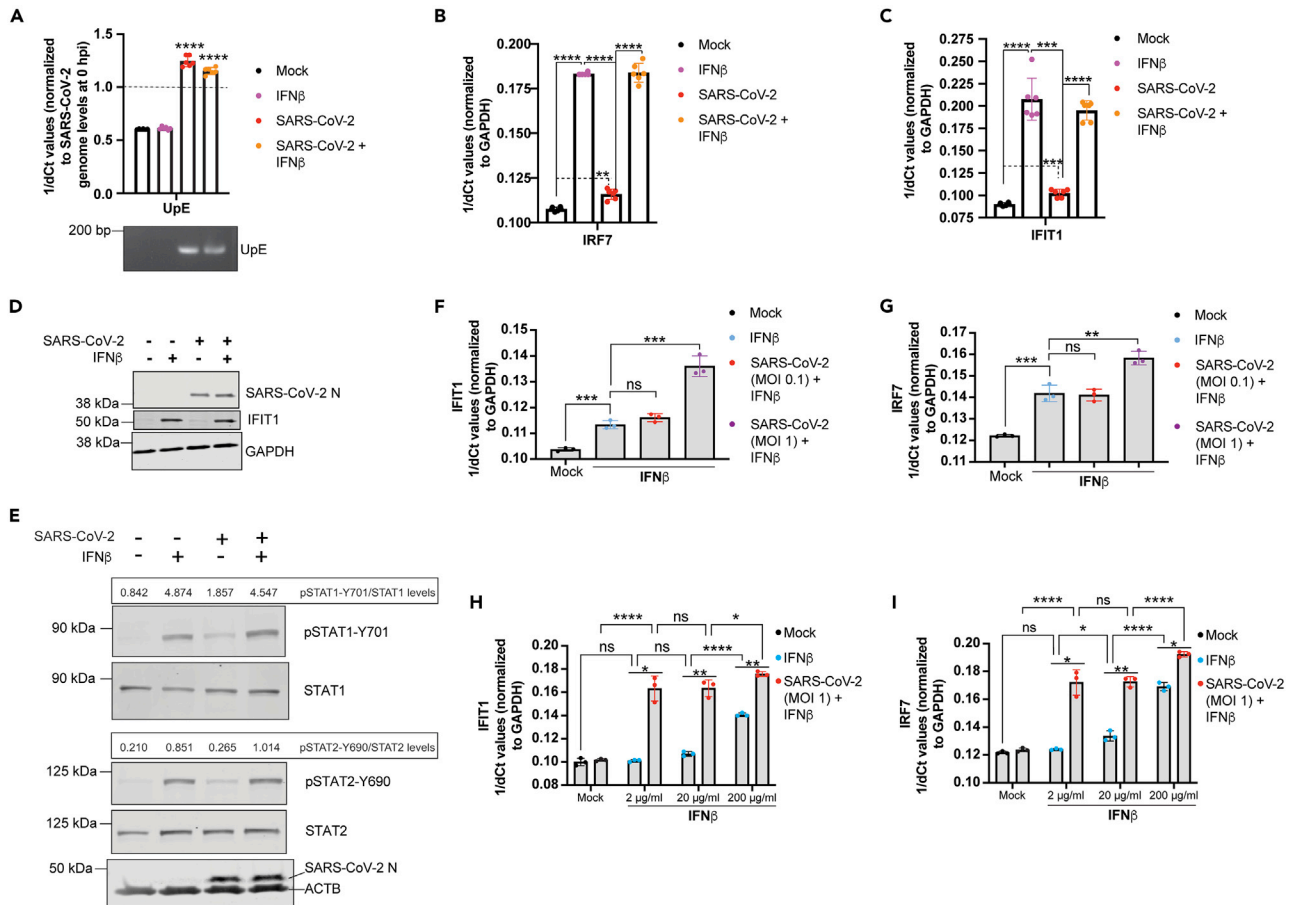 A
1/dCt values (normalized
to SARS-CoV-2
genome levels at 0 hpi)
1.5
1.0
0.5
0.0
****
****
UpE
Mock
IFNβ
SARS-CoV-2
SARS-CoV-2 +
IFNβ
200 bp
UpE
B
1/dCt values (normalized
to GAPDH)
0.200
0.175
0.150
0.125
0.100
**** ****
****
**
IRF7
Mock
IFNβ
SARS-CoV-2
SARS-CoV-2 +
IFNβ
C
1/dCt values (normalized
to GAPDH)
0.275
0.250
0.225
0.200
0.175
0.150
0.125
0.100
0.075
**** ***
****
***
IFIT1
Mock
IFNβ
SARS-CoV-2
SARS-CoV-2 +
IFNβ
D
SARS-CoV-2 - - + +
IFNβ - + - +
38 kDa
SARS-CoV-2 N
50 kDa
IFIT1
38 kDa
GAPDH
F
IFIT1
1/dCt values (normalized
to GAPDH)
0.15
0.14
0.13
0.12
0.11
0.10
***
ns
***
Mock
IFNβ
Mock
IFNβ
SARS-CoV-2
(MOI 0.1) +
IFNβ
SARS-CoV-2
(MOI 1) +
IFNβ
G
IRF7
1/dCt values (normalized
to GAPDH)
0.17
0.16
0.15
0.14
0.13
0.12
0.11
**
ns
***
Mock
IFNβ
Mock
IFNβ
SARS-CoV-2
(MOI 0.1) +
IFNβ
SARS-CoV-2
(MOI 1) +
IFNβ
E
SARS-CoV-2 - - + +
IFNβ - + - +
0.842 4.874 1.857 4.547 pSTAT1-Y701/STAT1 levels
90 kDa
pSTAT1-Y701
90 kDa
STAT1
0.210 0.851 0.265 1.014 pSTAT2-Y690/STAT2 levels
125 kDa
pSTAT2-Y690
125 kDa
STAT2
50 kDa
SARS-CoV-2 N
ACTB
H
IFIT1
1/dCt values (normalized
to GAPDH)
0.20
0.18
0.16
0.14
0.12
0.10
0.08
**** ns *
ns ns ****
* ** **
Mock 2 µg/ml 20 µg/ml 200 µg/ml
IFNβ
Mock
IFNβ
SARS-CoV-2
(MOI 1) +
IFNβ
I
IRF7
1/dCt values (normalized
to GAPDH)
0.20
0.18
0.16
0.14
0.12
0.10
**** ns ****
ns * ****
* ** *
Mock 2 µg/ml 20 µg/ml 200 µg/ml
IFNβ
Mock
IFNβ
SARS-CoV-2
(MOI 1) +
IFNβ